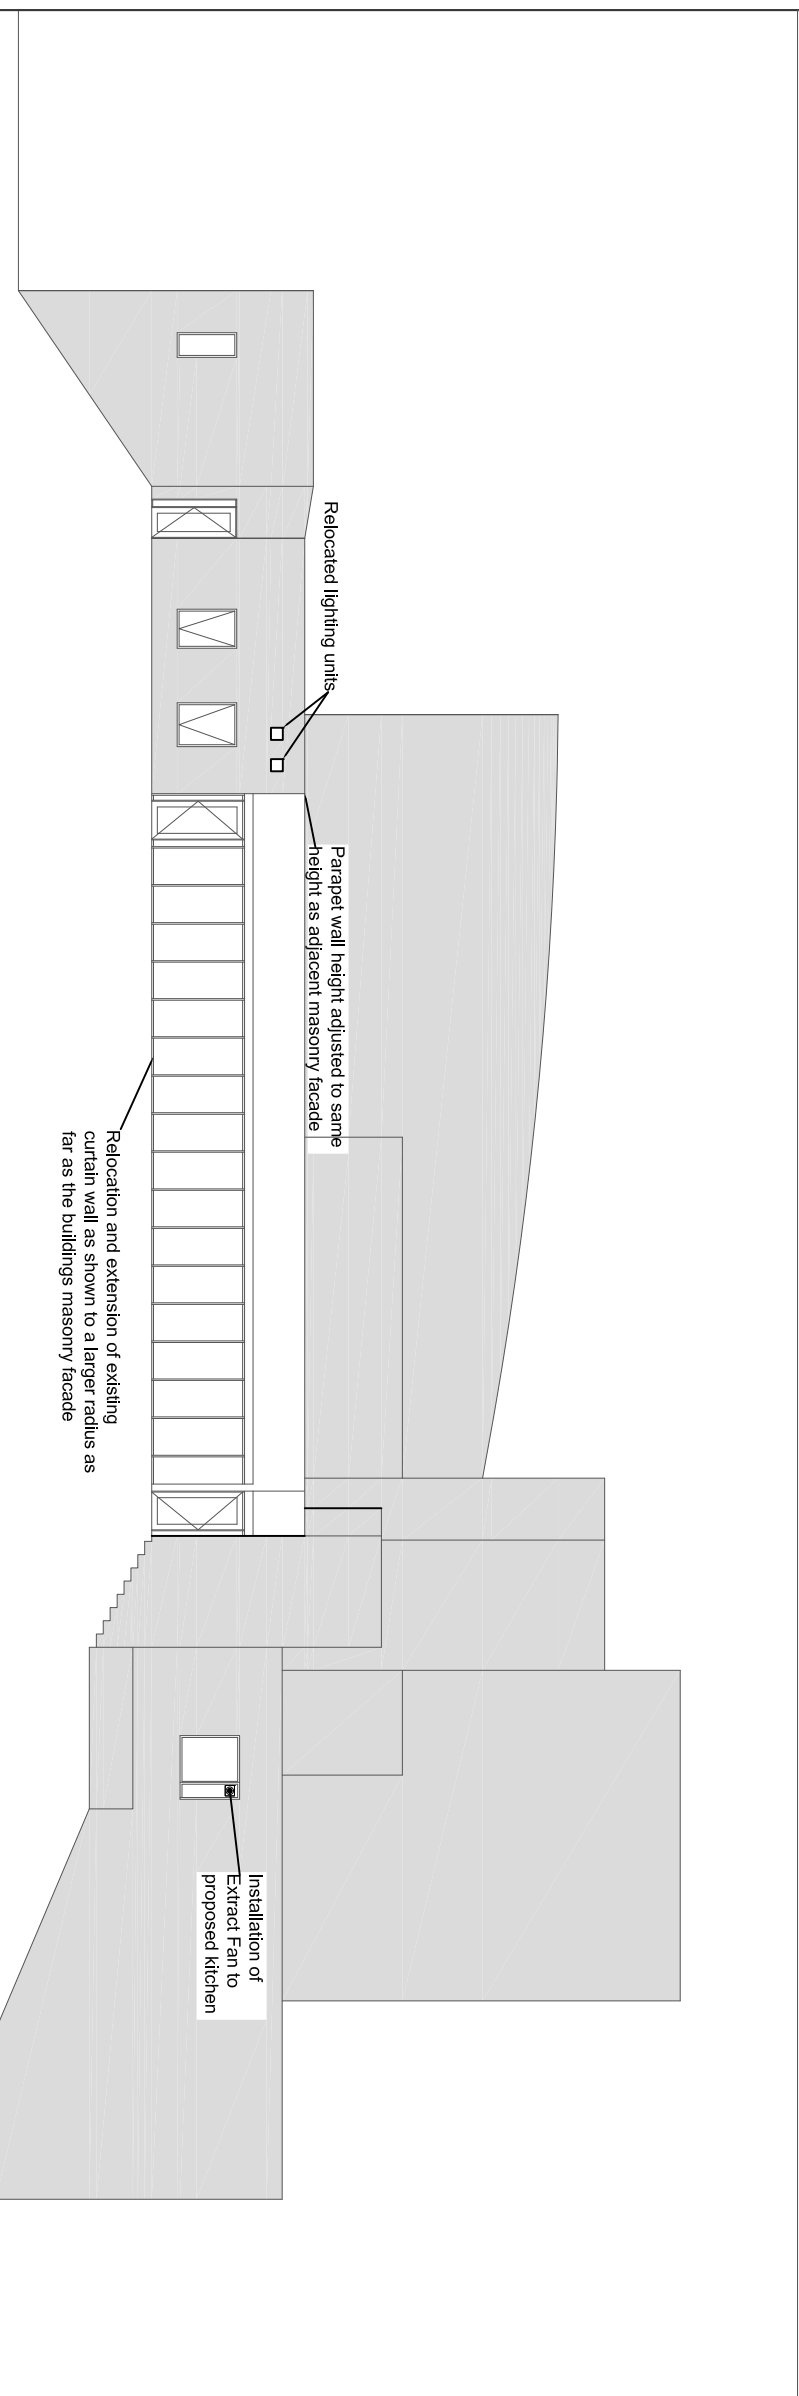 Relocated lighting units
Parapet wall height adjusted to same
height as adjacent masonry facade
Relocation and extension of existing
curtain wall as shown to a larger radius as
far as the buildings masonry facade
Installation of
Extract Fan to
proposed kitchen